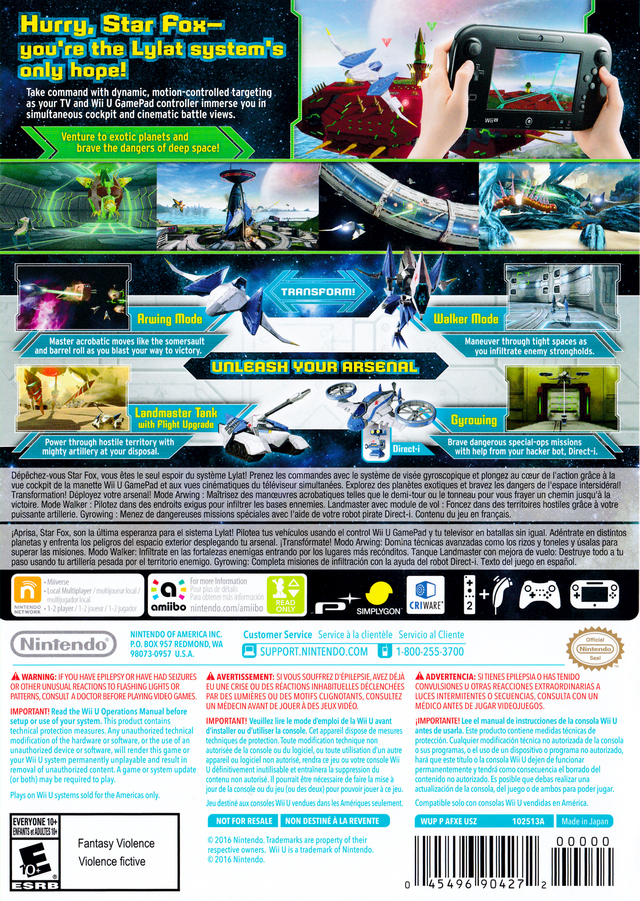 Hurry, Star Fox—
you're the Lylat system's
only hope!
Take command with dynamic, motion-controlled targeting
as your TV and Wii U GamePad controller immerse you in
simultaneous cockpit and cinematic battle views.
Venture to exotic planets and
brave the dangers of deep space!
Wii U
TRANSFORM!
Arwing Mode
Master acrobatic moves like the somersault
and barrel roll as you blast your way to victory.
Walker Mode
Maneuver through tight spaces as
you infiltrate enemy strongholds.
UNLEASH YOUR ARSENAL
Landmaster Tank
with Flight Upgrade
Power through hostile territory with
mighty artillery at your disposal.
Direct-i
Gyrowing
Brave dangerous special-ops missions
with help from your hacker bot, Direct-i.
Dépêchez-vous Star Fox, vous êtes le seul espoir du système Lylat! Prenez les commandes avec le système de visée gyroscopique et plongez au cœur de l'action grâce à la
vue cockpit de la manette Wii U GamePad et aux vues cinématiques du téléviseur simultanées. Explorez des planètes exotiques et bravez les dangers de l'espace intersidéral!
Transformation! Déployez votre arsenal! Mode Arwing : Maîtrisez des manœuvres acrobatiques telles que le demi-tour ou le tonneau pour vous frayer un chemin jusqu'à la
victoire. Mode Walker : Pilotez dans des endroits exigus pour infiltrer les bases ennemies. Landmaster avec module de vol : Foncez dans des territoires hostiles grâce à votre
puissante artillerie. Gyrowing : Menez de dangereuses missions spéciales avec l'aide de votre robot pirate Direct-i. Contenu du jeu en français.
¡Aprisa, Star Fox, son la última esperanza para el sistema Lylat! Pilotea tus vehículos usando el control Wii U GamePad y tu televisor en batallas sin igual. Adéntrate en distintos
planetas y enfrenta los peligros del espacio exterior desplegando tu arsenal. ¡Transfórmate! Modo Arwing: Domina técnicas avanzadas como los rizos y toneles y úsalas para
superar las misiones. Modo Walker: Infíltrate en las fortalezas enemigas entrando por los lugares más recónditos. Tanque Landmaster con mejora de vuelo: Destruye todo a tu
paso usando tu artillería pesada por el territorio enemigo. Gyrowing: Completa misiones de infiltración con la ayuda del robot Direct-i. Texto del juego en español.
NINTENDO
NETWORK
• Miiverse
• Local Multiplayer / multijoueur local /
multijugador local
• 1-2 player / 1-2 joueur / 1-2 jugador
amiibo
For more Information
Pour plus de détails
Para obtener más información
nintendo.com/amiibo
READ
ONLY
SIMPLYGON
CRIWARE
2
Nintendo
NINTENDO OF AMERICA INC.
P.O. BOX 957 REDMOND, WA
98073-0957 U.S.A.
Customer Service Service à la clientèle Servicio al Cliente
SUPPORT.NINTENDO.COM
1-800-255-3700
Official
Nintendo
Seal
WARNING: IF YOU HAVE EPILEPSY OR HAVE HAD SEIZURES
OR OTHER UNUSUAL REACTIONS TO FLASHING LIGHTS OR
PATTERNS, CONSULT A DOCTOR BEFORE PLAYING VIDEO GAMES.
IMPORTANT! Read the Wii U Operations Manual before
setup or use of your system. This product contains
technical protection measures. Any unauthorized technical
modification of the hardware or software, or the use of an
unauthorized device or software, will render this game or
your Wii U system permanently unplayable and result in
removal of unauthorized content. A game or system update
(or both) may be required to play.
Plays on Wii U systems sold for the Americas only.
AVERTISSEMENT: SI VOUS SOUFFREZ D'ÉPILEPSIE, AVEZ DÉJÀ
EU UNE CRISE OU DES RÉACTIONS INHABITUELLES DÉCLENCHÉES
PAR DES LUMIÈRES OU DES MOTIFS CLIGNOTANTS, CONSULTEZ
UN MÉDECIN AVANT DE JOUER À DES JEUX VIDÉO.
IMPORTANT! Veuillez lire le mode d'emploi de la Wii U avant
d'installer ou d'utiliser la console. Cet appareil dispose de mesures
techniques de protection. Toute modification technique non
autorisée de la console ou du logiciel, ou toute utilisation d'un autre
appareil ou logiciel non autorisé, rendra ce jeu ou votre console Wii
U définitivement inutilisable et entraînera la suppression du
contenu non autorisé. Il pourrait être nécessaire de faire la mise à
jour de la console ou du jeu (ou des deux) pour pouvoir jouer à ce jeu.
Jeu destiné aux consoles Wii U vendues dans les Amériques seulement.
ADVERTENCIA: SI TIENES EPILEPSIA O HAS TENIDO
CONVULSIONES U OTRAS REACCIONES EXTRAORDINARIAS A
LUCES INTERMITENTES O SECUENCIAS, CONSULTA CON UN
MÉDICO ANTES DE JUGAR VIDEOJUEGOS.
¡IMPORTANTE! Lee el manual de instrucciones de la consola Wii U
antes de usarla. Este producto contiene medidas técnicas de
protección. Cualquier modificación técnica no autorizada de la consola
o sus programas, o el uso de un dispositivo o programa no autorizado,
hará que este título o la consola Wii U dejen de funcionar
permanentemente y tendrá como consecuencia el borrado del
contenido no autorizado. Es posible que debas realizar una
actualización de la consola, del juego o de ambos para poder jugar.
Compatible solo con consolas Wii U vendidas en América.
NOT FOR RESALE NON DESTINÉ À LA REVENTE
© 2016 Nintendo. Trademarks are property of their
respective owners. Wii U is a trademark of Nintendo.
© 2016 Nintendo.
WUP P AFXE USZ 102513A Made in Japan
EVERYONE 10+
ENFANTS et ADULTES 10+
E
10+
ESRB
Fantasy Violence
Violence fictive
0 45496 90427 2
00000